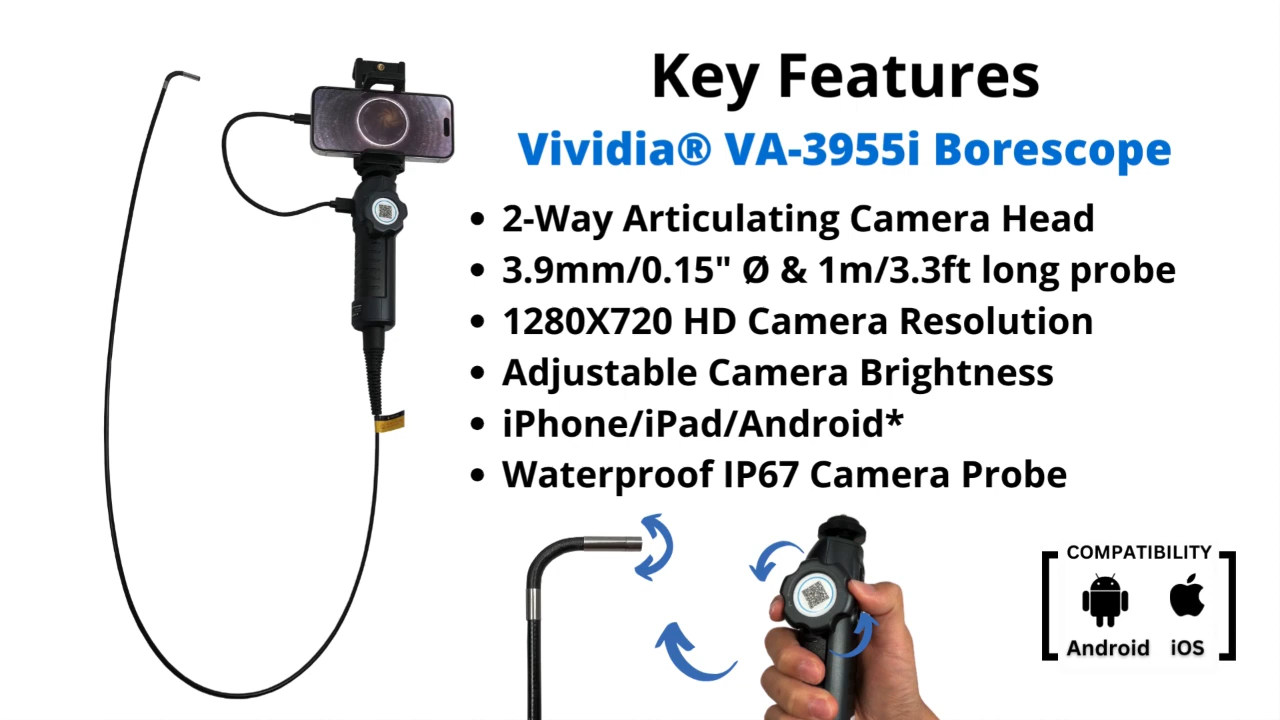 Key Features
Vividia® VA-3955i Borescope
• 2-Way Articulating Camera Head
• 3.9mm/0.15" Ø & 1m/3.3ft long probe
• 1280X720 HD Camera Resolution
• Adjustable Camera Brightness
• iPhone/iPad/Android*
• Waterproof IP67 Camera Probe
COMPATIBILITY
Android iOS